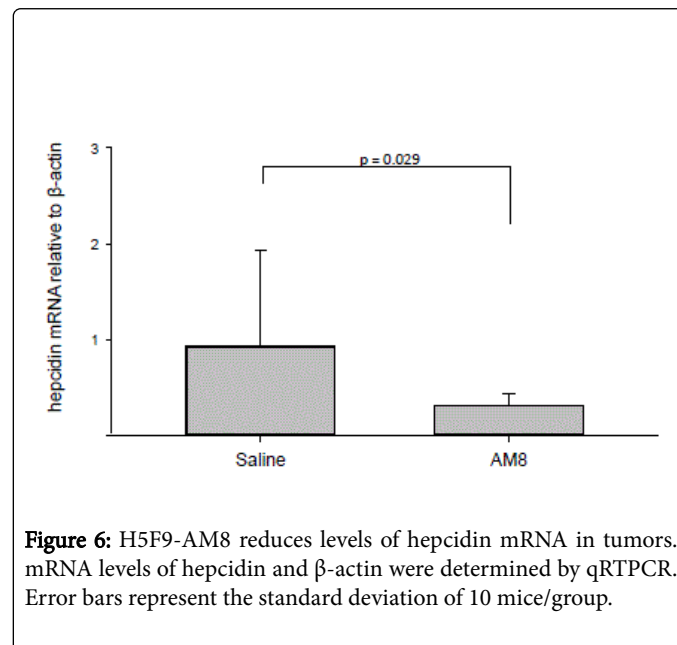 hepcidin mRNA relative to β-actin
3
2
1
p = 0.029
Saline AM8
Figure 6: H5F9-AM8 reduces levels of hepcidin mRNA in tumors.
mRNA levels of hepcidin and β-actin were determined by qRTPCR.
Error bars represent the standard deviation of 10 mice/group.